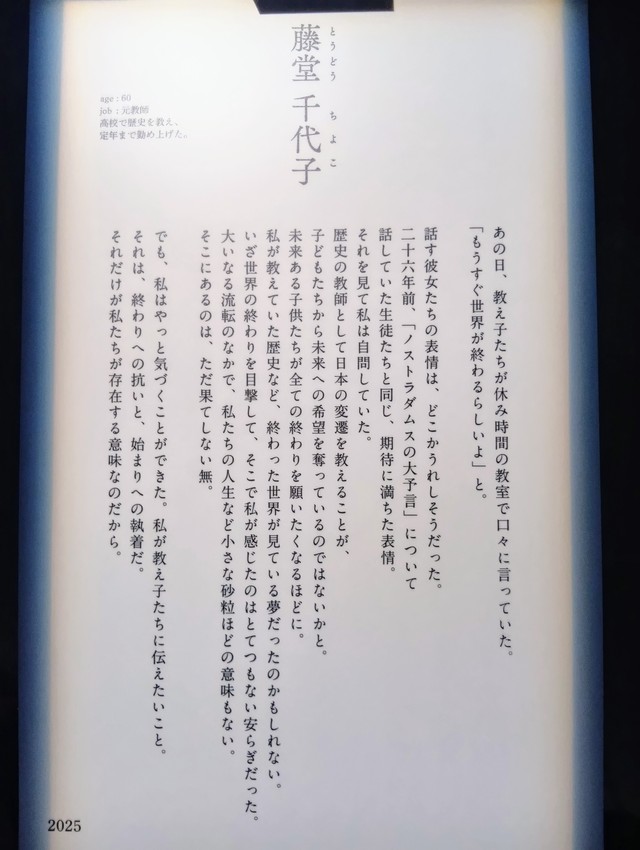 藤堂 千代子
とうどう ちよこ
age : 60
job : 元教師
高校で歴史を教え、
定年まで勤め上げた。
あの日、教え子たちが休み時間の教室で口々に言っていた。
「もうすぐ世界が終わるらしいよ」と。
話す彼女たちの表情は、どこかうれしそうだった。
二十六年前、「ノストラダムスの大予言」について
話していた生徒たちと同じ、期待に満ちた表情。
それを見て私は自問していた。
歴史の教師として日本の変遷を教えることが、
子どもたちから未来への希望を奪っているのではないかと。
未来ある子供たちが全ての終わりを願いたくなるほどに。
私が教えていた歴史など、終わった世界が見ている夢だったのかもしれない。
いざ世界の終わりを目撃して、そこで私が感じたのはとてつもない安らぎだった。
大いなる流転のなかで、私たちの人生など小さな砂粒ほどの意味もない。
そこにあるのは、ただ果てしない無。
でも、私はやっと気づくことができた。私が教え子たちに伝えたいこと。
それは、終わりへの抗いと、始まりへの執着だ。
それだけが私たちが存在する意味なのだから。
2025